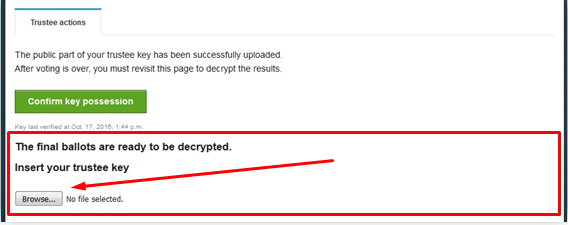 Trustee actions
The public part of your trustee key has been successfully uploaded.
After voting is over, you must revisit this page to decrypt the results.
Confirm key possession
Key last verified at Oct. 17, 2016, 1:44 p.m.
The final ballots are ready to be decrypted.
Insert your trustee key
Browse... No file selected.